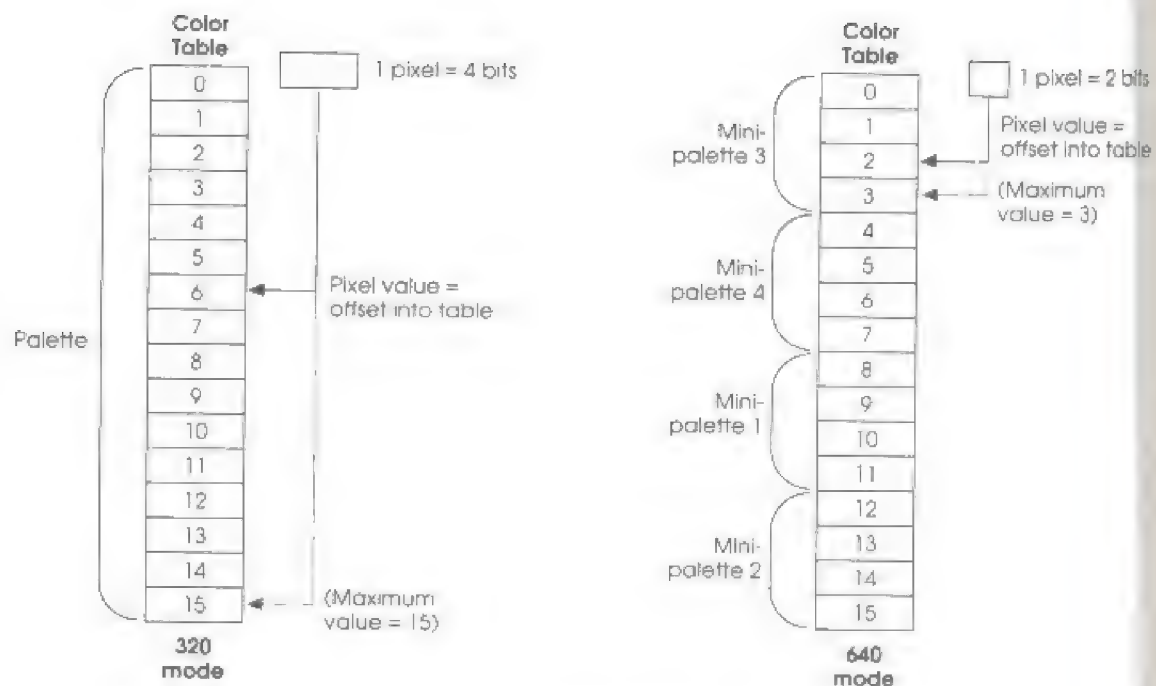 Color
Table
1 pixel = 4 bits
0
1
2
3
4
5
6
7
8
9
10
11
12
13
14
15
Palette
Pixel value =
offset into table
(Maximum
value = 15)
320
mode
Color
Table
1 pixel = 2 bits
0
1
2
3
4
5
6
7
8
9
10
11
12
13
14
15
Mini-
palette 3
Mini-
palette 4
Mini-
palette 1
Mini-
palette 2
Pixel value =
offset into table
(Maximum
value = 3)
640
mode